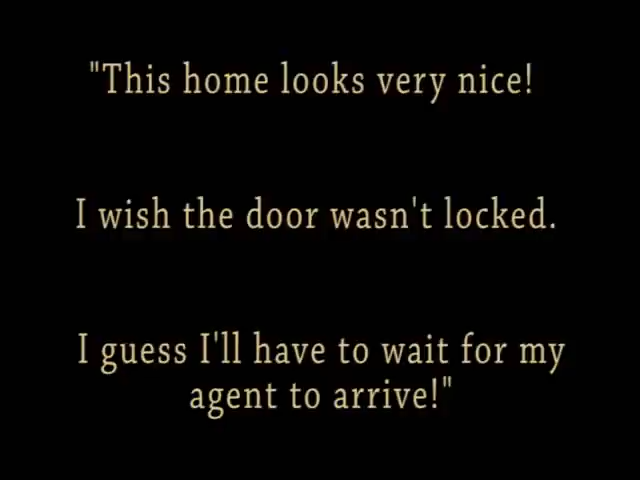 "This home looks very nice!
I wish the door wasn't locked.
I guess I'll have to wait for my
agent to arrive!"